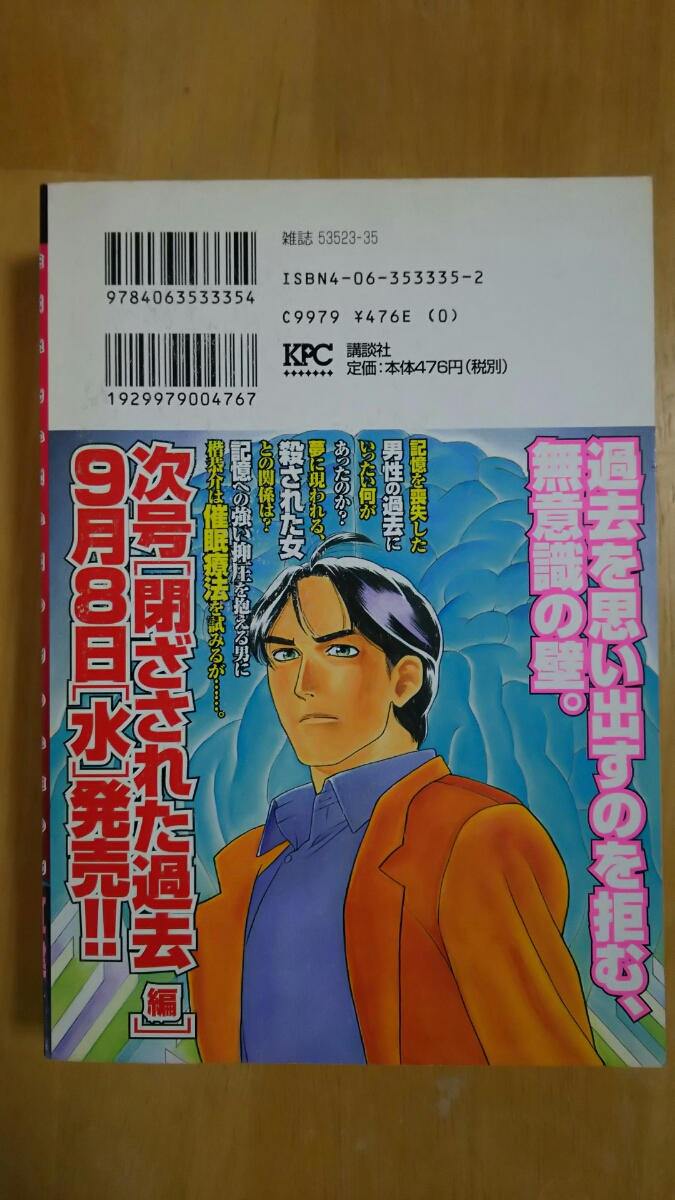 雑誌 53523-35
ISBN4-06-353335-2
9784063533354
C9979 ¥476E (0)
1929979004767
KPC
講談社
定価：本体476円（税別）
過去を思い出すのを拒む、
無意識の壁。
記憶を喪失した
男性の過去に
いったい何が
あったのか？
夢に現われる、
殺された女
との関係は？
記憶への強い抑圧を抱える男に
楷恭介は催眠療法を試みるが……。
次号［閉ざされた過去編］
9月8日［水］発売!!